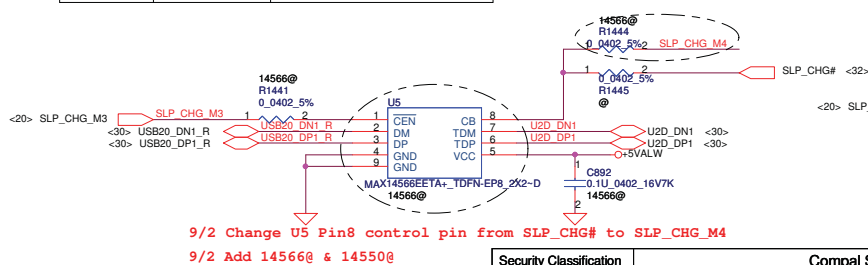 14566@
R1444
0_0402_5%
1 2 SLP_CHG_M4
1 2 SLP_CHG# <32>
0_0402_5%
R1445
@
14566@
R1441
0_0402_5%
<20> SLP_CHG_M3 SLP_CHG_M3 1 2
<30> USB20_DN1_R USB20_DN1_R
<30> USB20_DP1_R USB20_DP1_R
U5
1 CEN CB 8
2 DM TDM 7 U2D_DN1 U2D_DN1 <30>
3 DP TDP 6 U2D_DP1 U2D_DP1 <30>
4 GND VCC 5 +5VALW
9 GND
MAX14566EETA+_TDFN-EP8_2X2~D
14566@
1
C892
0.1U_0402_16V7K
2 14566@
<20> SLP_
9/2 Change U5 Pin8 control pin from SLP_CHG# to SLP_CHG_M4
9/2 Add 14566@ & 14550@
Security Classification Compal S